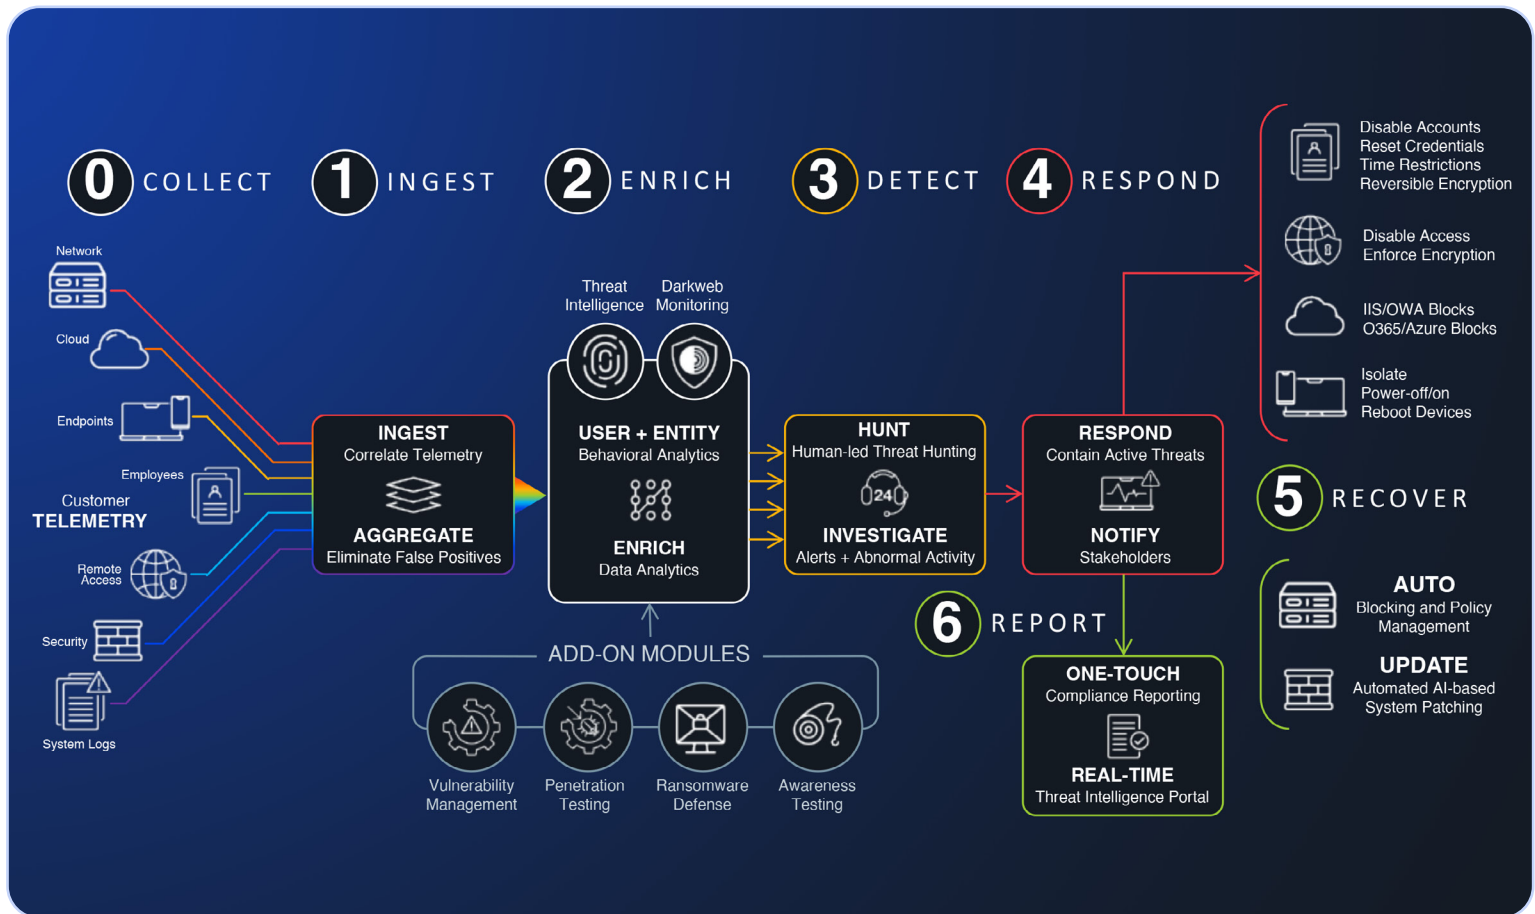 0 COLLECT
1 INGEST
2 ENRICH
3 DETECT
4 RESPOND
Network
Cloud
Endpoints
Employees
Customer
TELEMETRY
Remote
Access
Security
System Logs
INGEST
Correlate Telemetry
AGGREGATE
Eliminate False Positives
Threat
Intelligence
Darkweb
Monitoring
USER + ENTITY
Behavioral Analytics
ENRICH
Data Analytics
ADD-ON MODULES
Vulnerability
Management
Penetration
Testing
Ransomware
Defense
Awareness
Testing
HUNT
Human-led Threat Hunting
24
INVESTIGATE
Alerts + Abnormal Activity
RESPOND
Contain Active Threats
NOTIFY
Stakeholders
Disable Accounts
Reset Credentials
Time Restrictions
Reversible Encryption
Disable Access
Enforce Encryption
IIS/OWA Blocks
O365/Azure Blocks
Isolate
Power-off/on
Reboot Devices
5 RECOVER
AUTO
Blocking and Policy
Management
UPDATE
Automated AI-based
System Patching
6 REPORT
ONE-TOUCH
Compliance Reporting
REAL-TIME
Threat Intelligence Portal